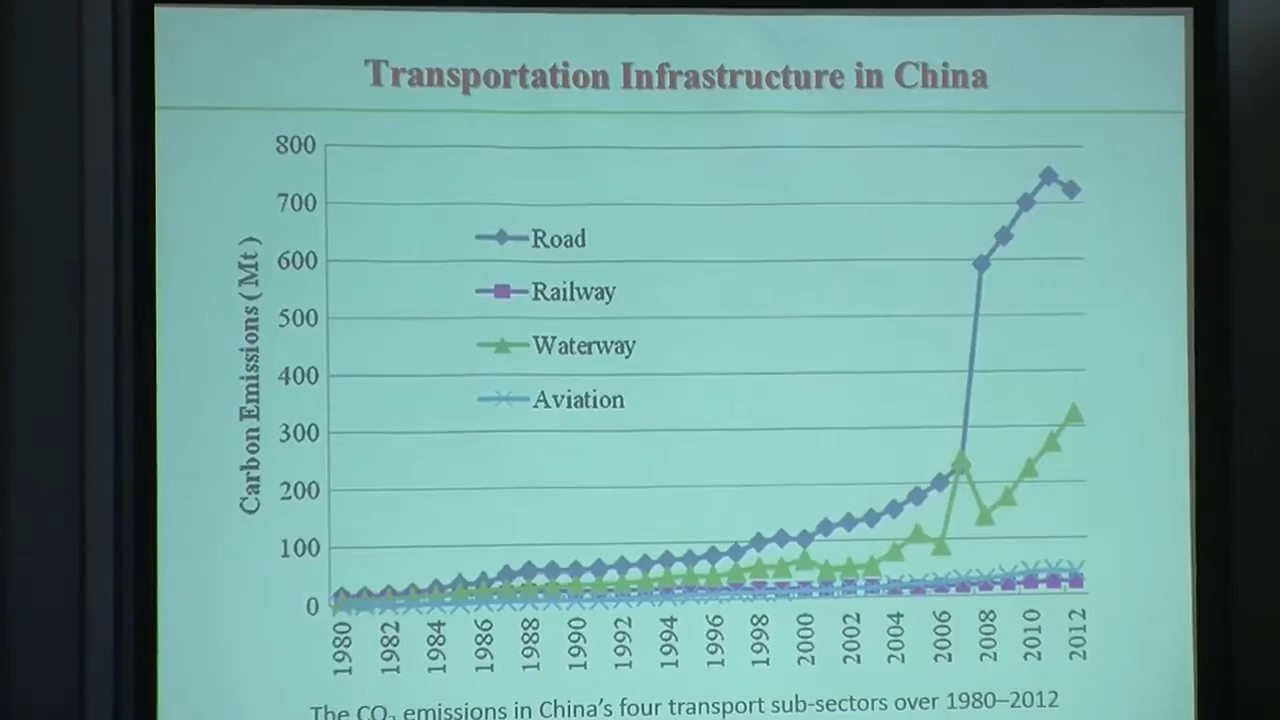 Transportation Infrastructure in China
800
700
600
500
400
300
200
100
0
Carbon Emissions ( Mt )
Road
Railway
Waterway
Aviation
1980 1982 1984 1986 1988 1990 1992 1994 1996 1998 2000 2002 2004 2006 2008 2010 2012
The CO₂ emissions in China's four transport sub-sectors over 1980–2012